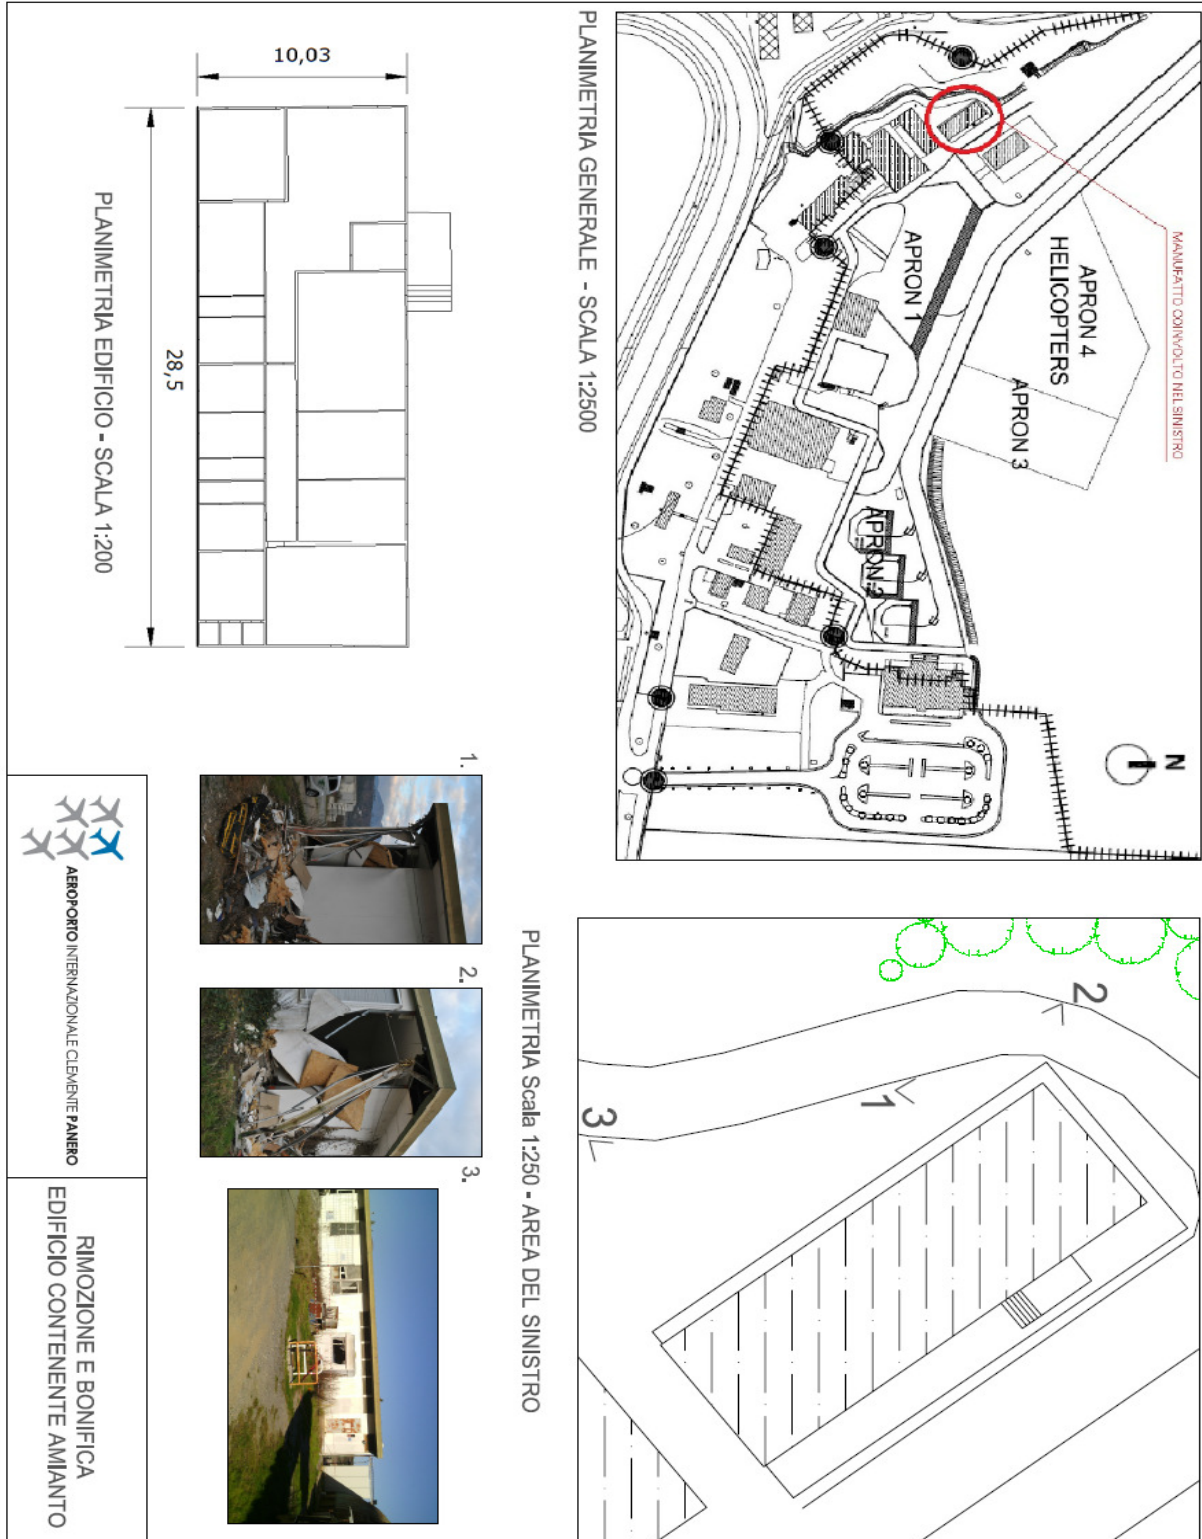 PLANIMETRIA GENERALE - SCALA 1:2500
MANUFATTO COINVOLTO NEL SINISTRO
APRON 4
HELICOPTERS
APRON 3
APRON 1
APRON 2
N
10,03
28,5
PLANIMETRIA EDIFICIO - SCALA 1:200
PLANIMETRIA Scala 1:250 - AREA DEL SINISTRO
2
1
3
1.
2.
3.
AEROPORTO INTERNAZIONALE CLEMENTE PANERO
RIMOZIONE E BONIFICA
EDIFICIO CONTENENTE AMIANTO